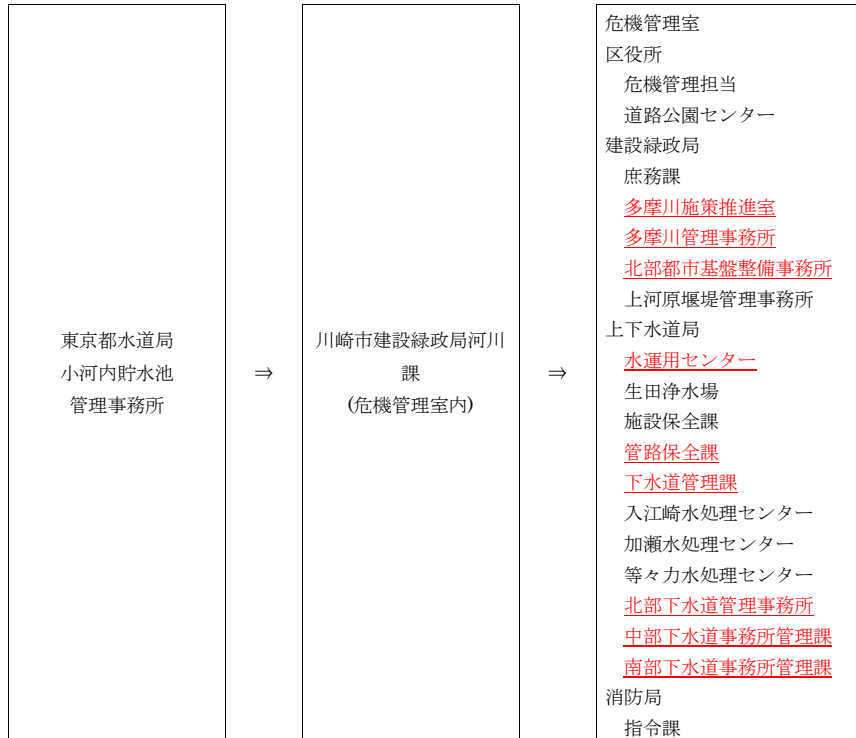 東京都水道局
小河内貯水池
管理事務所
⇒
川崎市建設緑政局河川
課
(危機管理室内)
⇒
危機管理室
区役所
危機管理担当
道路公園センター
建設緑政局
庶務課
多摩川施策推進室
多摩川管理事務所
北部都市基盤整備事務所
上河原堰堤管理事務所
上下水道局
水運用センター
生田浄水場
施設保全課
管路保全課
下水道管理課
入江崎水処理センター
加瀬水処理センター
等々力水処理センター
北部下水道管理事務所
中部下水道事務所管理課
南部下水道事務所管理課
消防局
指令課